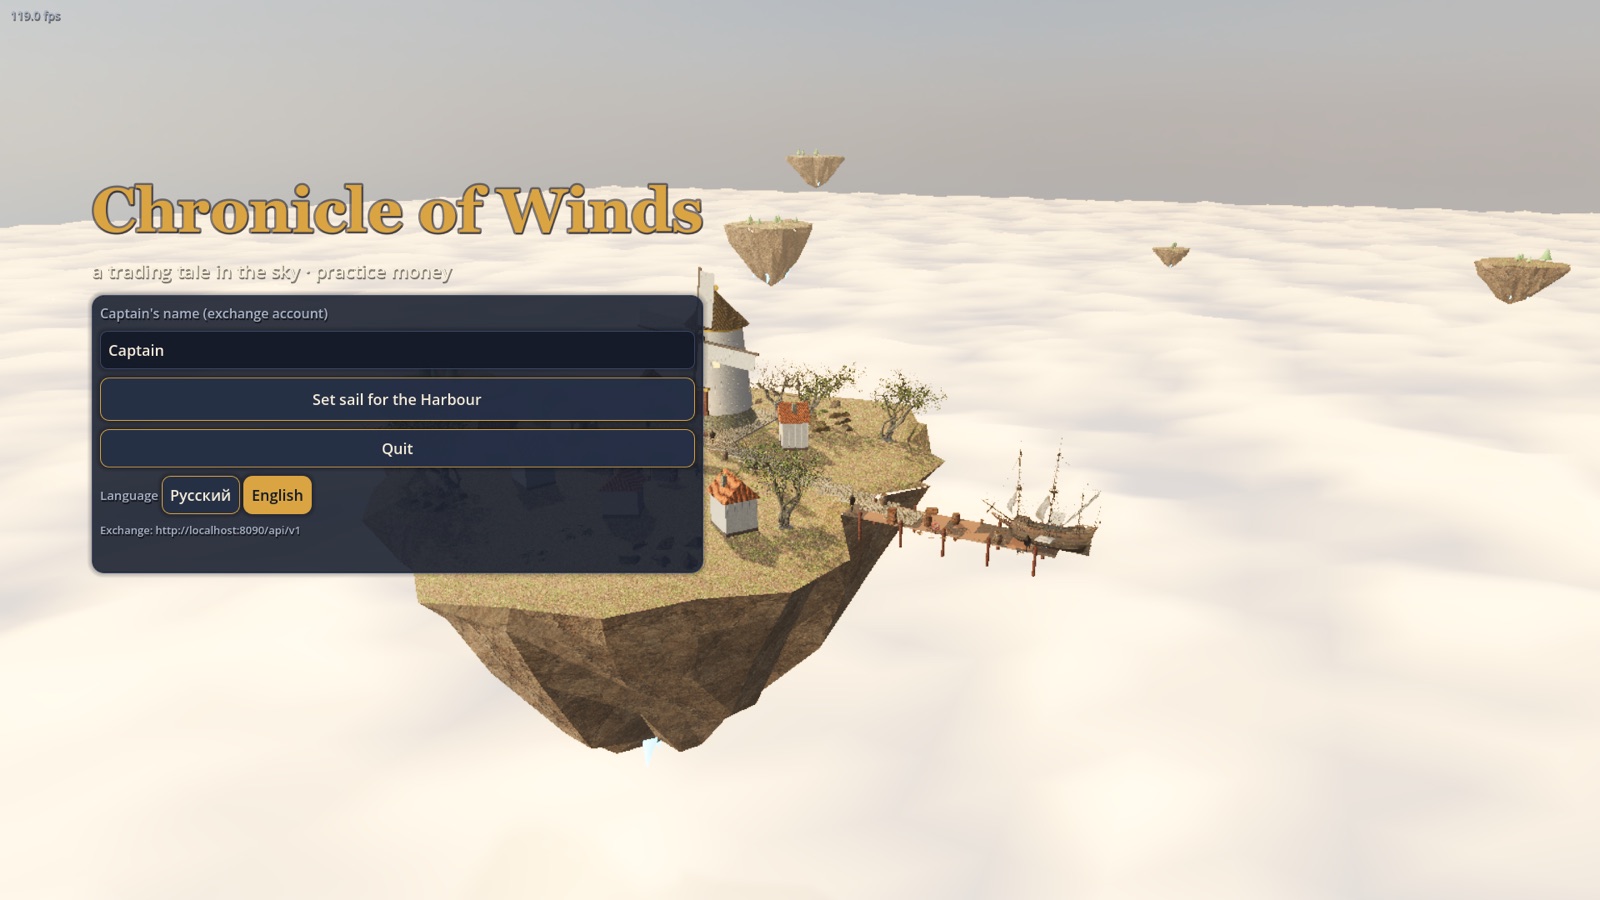 119.0 fps
Chronicle of Winds
a trading tale in the sky · practice money
Captain's name (exchange account)
Captain
Set sail for the Harbour
Quit
Language Русский English
Exchange: http://localhost:8090/api/v1